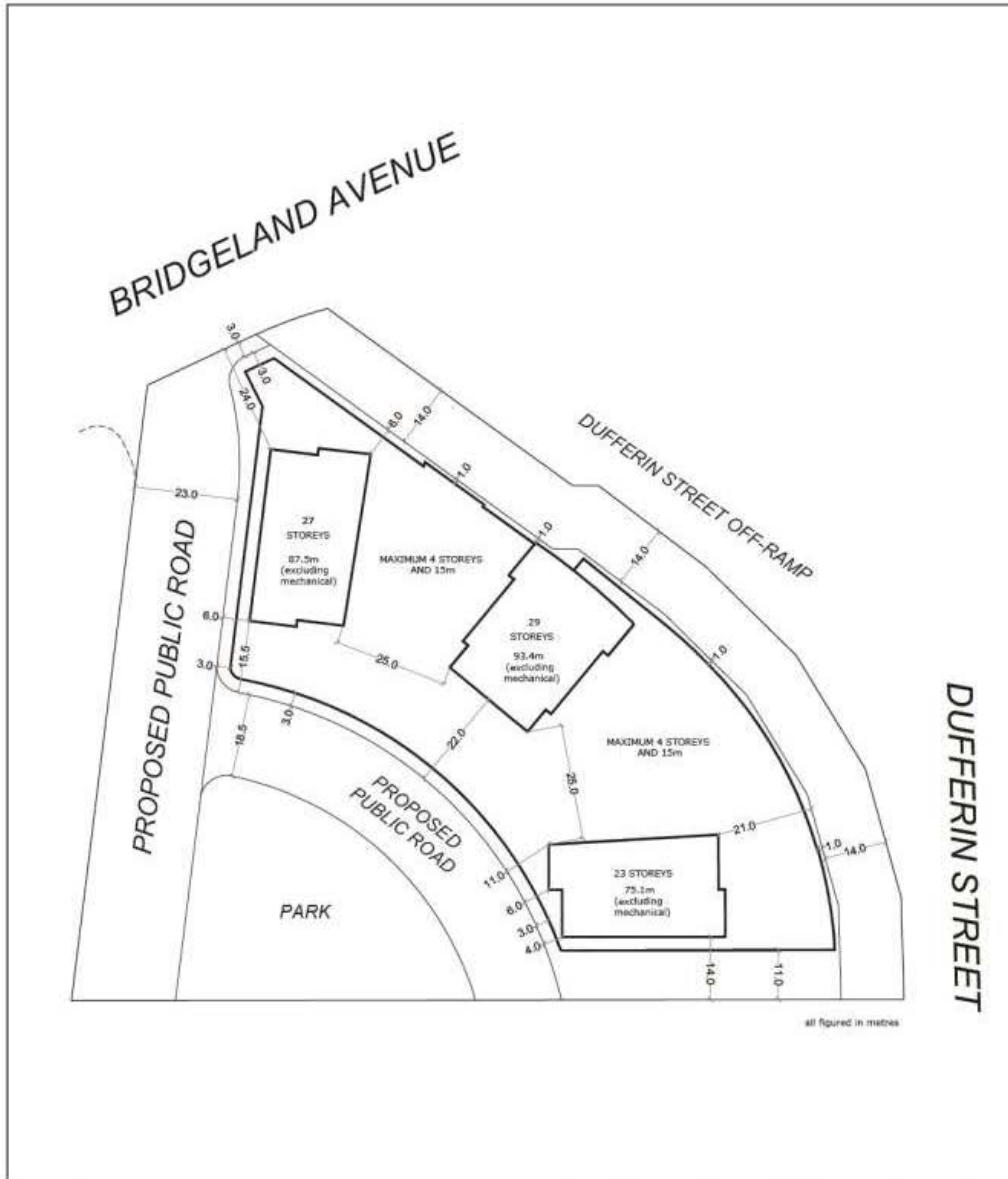 BRIDGELAND AVENUE
3.0
3.0
24.0
6.0
14.0
DUFFERIN STREET OFF-RAMP
1.0
23.0
1.0
14.0
27
STOREYS
87.5m
(excluding
mechanical)
MAXIMUM 4 STOREYS
AND 15m
PROPOSED PUBLIC ROAD
6.0
15.5
3.0
25.0
29
STOREYS
93.4m
(excluding
mechanical)
1.0
18.5
3.0
22.0
MAXIMUM 4 STOREYS
AND 15m
DUFFERIN STREET
PROPOSED
PUBLIC ROAD
25.0
21.0
1.0
14.0
11.0
6.0
3.0
4.0
23 STOREYS
75.1m
(excluding
mechanical)
PARK
14.0
11.0
all figured in metres